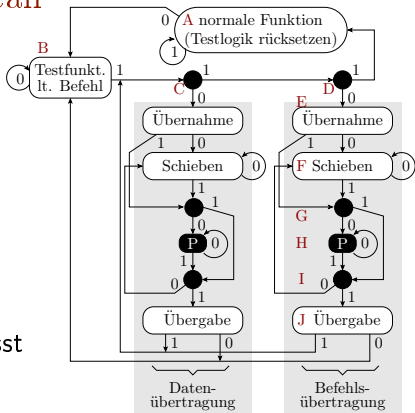 0
A normale Funktion
(Testlogik rücksetzen)
1
B
Testfunkt.
lt. Befehl
0
1
C
1
D
1
0
0
E
Übernahme
Übernahme
1
0
1
0
Schieben
0
F Schieben
0
1
1
1
G
1
0
0
P
0
H
P
0
1
1
0
I
0
1
1
Übergabe
J Übergabe
1
0
1
0
sst
Daten-
übertragung
Befehls-
übertragung